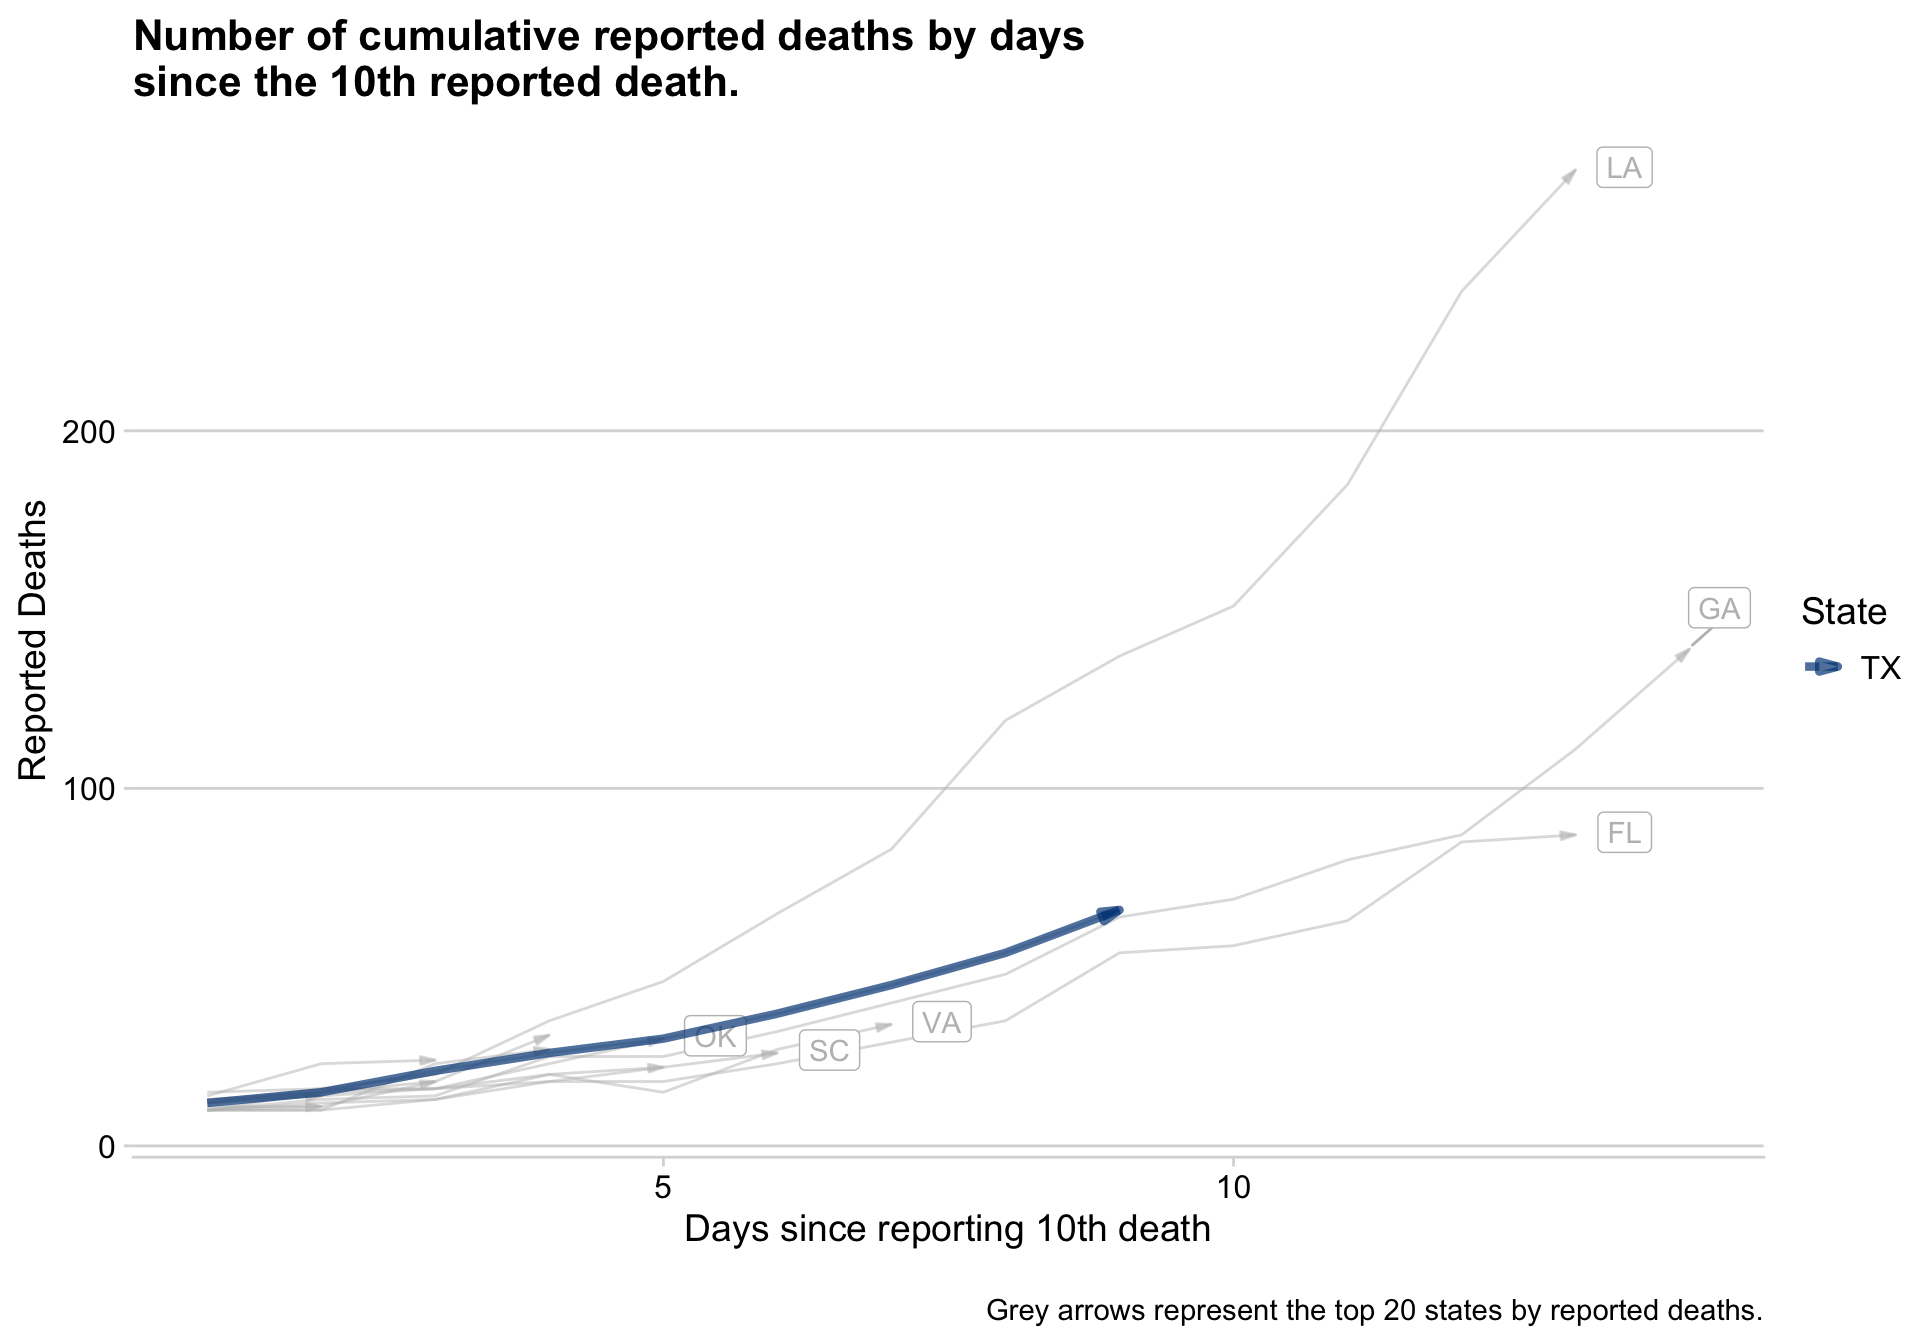 Number of cumulative reported deaths by days
since the 10th reported death.
LA
200
Reported Deaths
GA
State
TX
100
FL
VA
OK
SC
0
5
10
Days since reporting 10th death
Grey arrows represent the top 20 states by reported deaths.